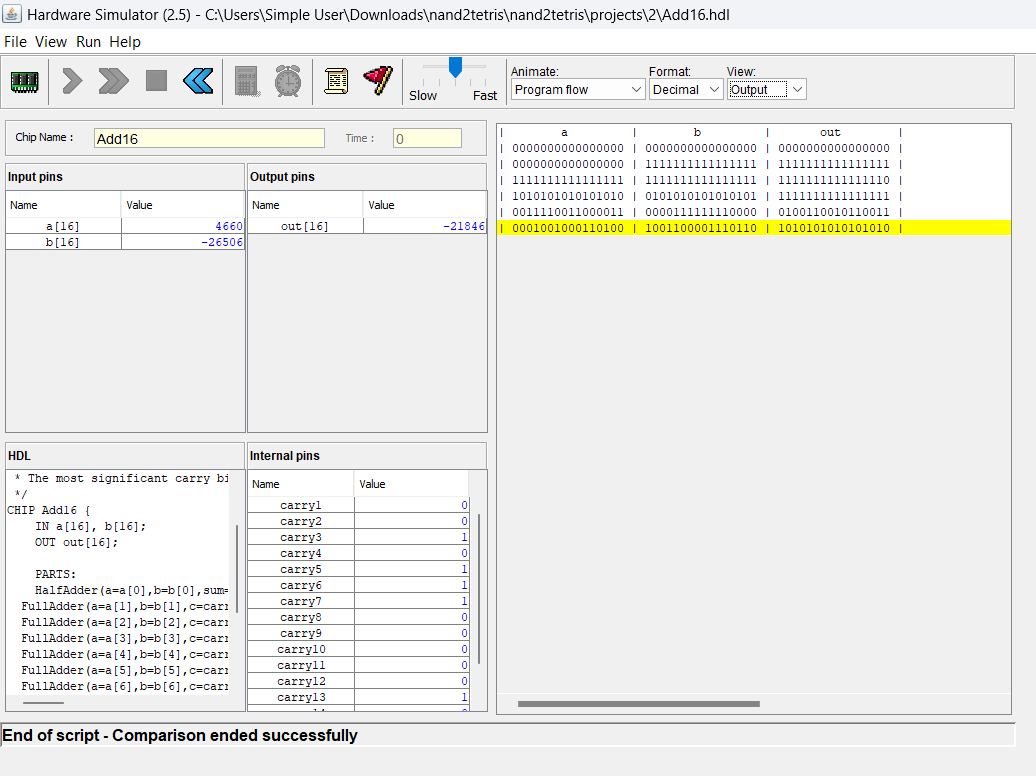 Hardware Simulator (2.5) - C:\Users\Simple User\Downloads\nand2tetris\nand2tetris\projects\2\Add16.hdl
File View Run Help
Slow Fast
Animate: Format: View:
Program flow Decimal Output
Chip Name : Add16 Time : 0
Input pins
Name Value
a[16] 4660
b[16] -26506
Output pins
Name Value
out[16] -21846
| a | b | out |
| 0000000000000000 | 0000000000000000 | 0000000000000000 |
| 0000000000000000 | 1111111111111111 | 1111111111111111 |
| 1111111111111111 | 1111111111111111 | 1111111111111110 |
| 1010101010101010 | 0101010101010101 | 1111111111111111 |
| 0011110011000011 | 0000111111110000 | 0100110010110011 |
| 0001001000110100 | 1001100001110110 | 1010101010101010 |
HDL
* The most significant carry bi
*/
CHIP Add16 {
IN a[16], b[16];
OUT out[16];
PARTS:
HalfAdder(a=a[0],b=b[0],sum=
FullAdder(a=a[1],b=b[1],c=carr
FullAdder(a=a[2],b=b[2],c=carr
FullAdder(a=a[3],b=b[3],c=carr
FullAdder(a=a[4],b=b[4],c=carr
FullAdder(a=a[5],b=b[5],c=carr
FullAdder(a=a[6],b=b[6],c=carr
Internal pins
Name Value
carry1 0
carry2 0
carry3 1
carry4 0
carry5 1
carry6 1
carry7 1
carry8 0
carry9 0
carry10 0
carry11 0
carry12 0
carry13 1
End of script - Comparison ended successfully